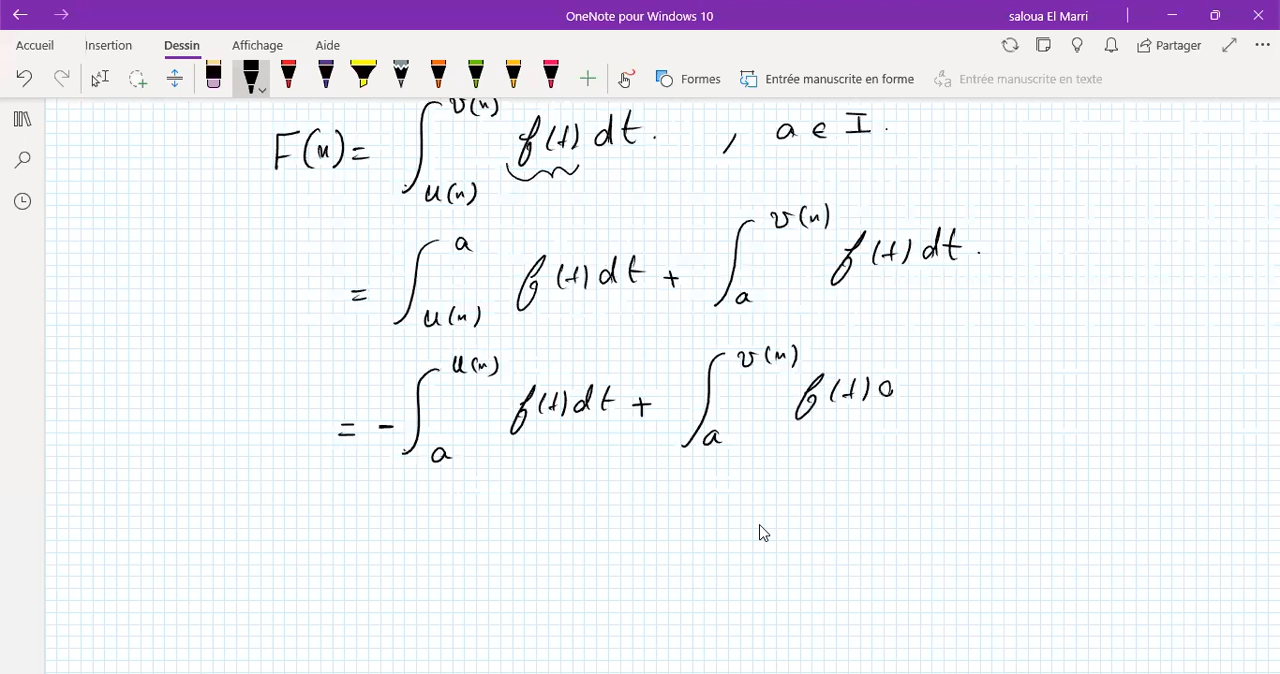 OneNote pour Windows 10
saloua El Marri
Accueil Insertion Dessin Affichage Aide
Partager
Formes Entrée manuscrite en forme Entrée manuscrite en texte
F(x) = ∫_{u(x)}^{v(x)} f(t) dt. , a ∈ I.
= ∫_{u(x)}^{a} f(t) dt + ∫_{a}^{v(x)} f(t) dt.
= - ∫_{a}^{u(x)} f(t) dt + ∫_{a}^{v(x)} f(t) d